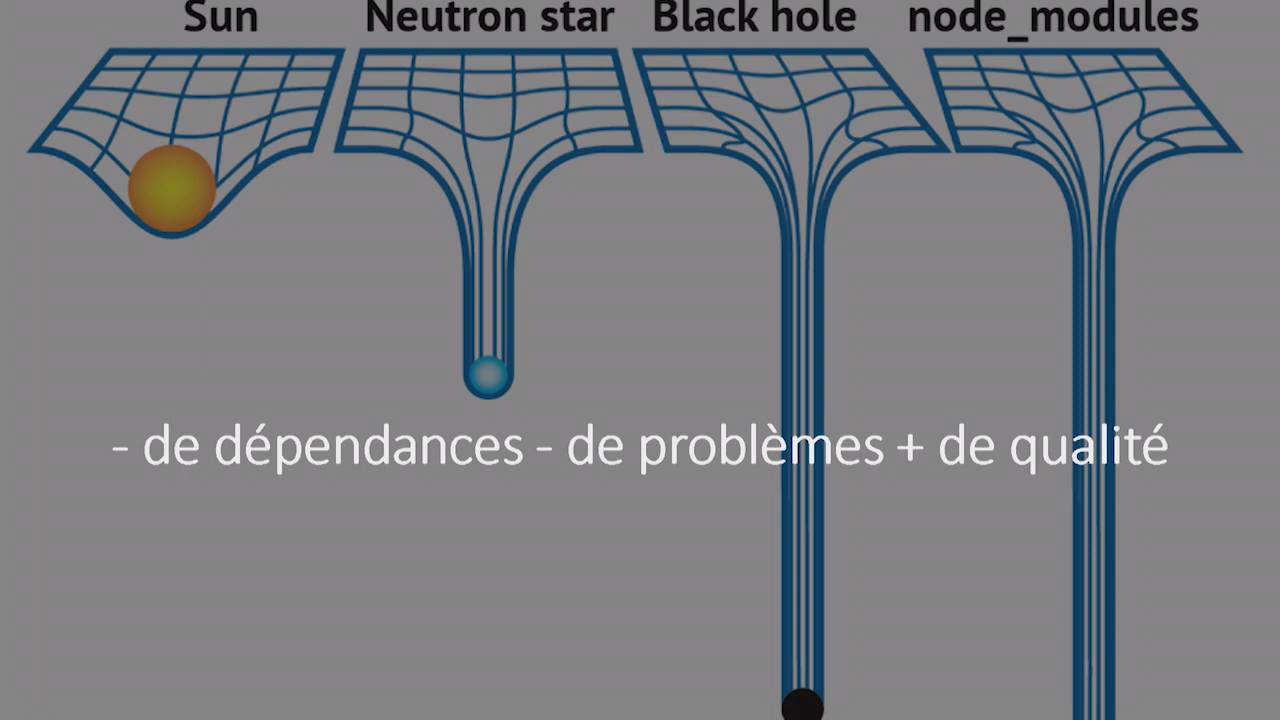 Sun Neutron star Black hole node_modules
- de dépendances - de problèmes + de qualité